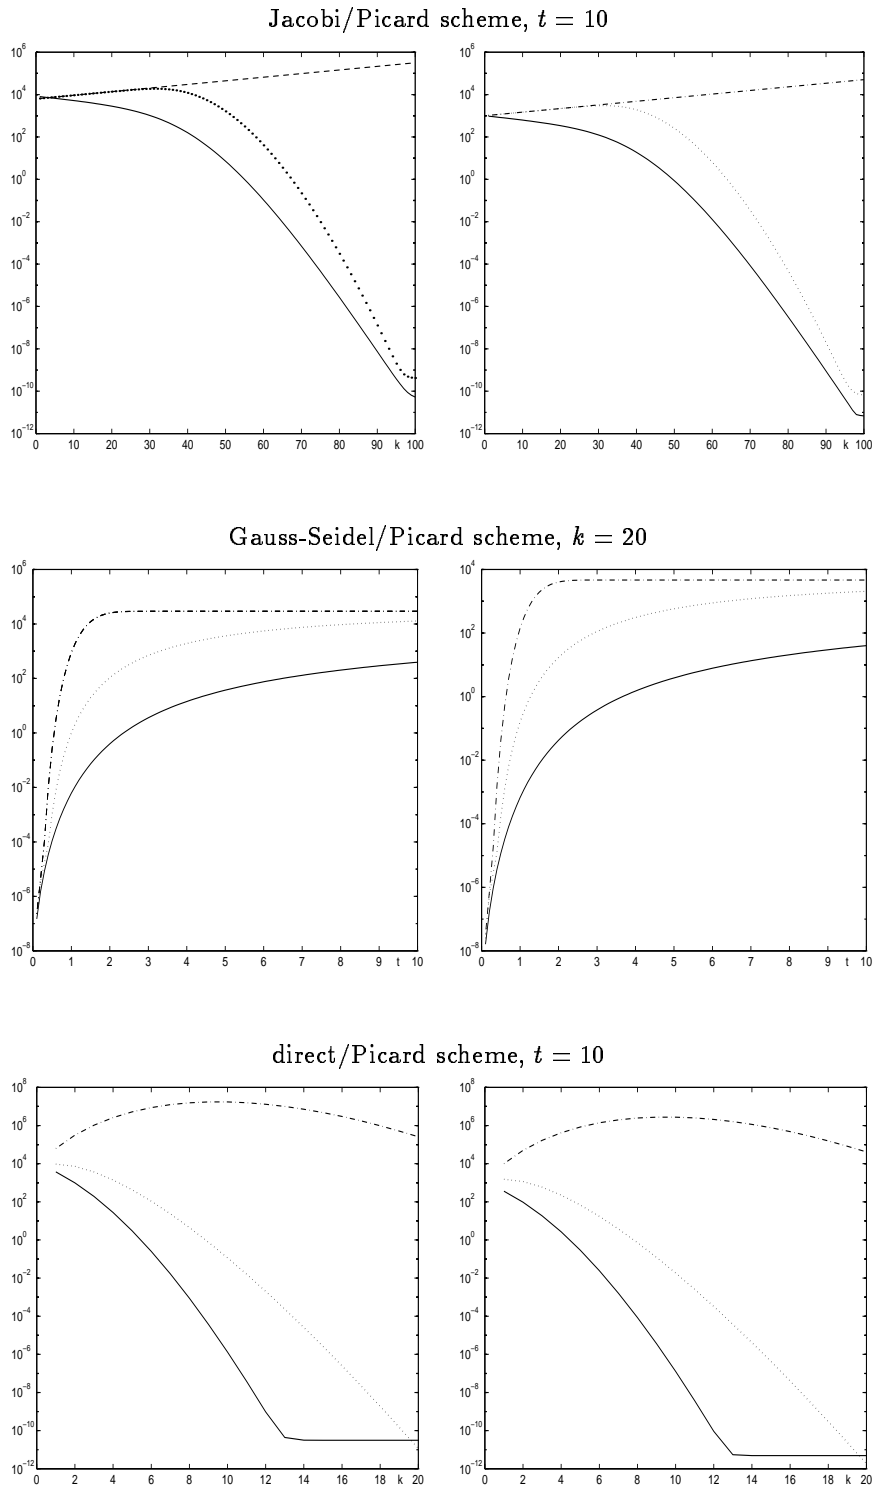 Jacobi/Picard scheme, t = 10
10^6 10^4 10^2 10^0 10^−2 10^−4 10^−6 10^−8 10^−10 10^−12
0 10 20 30 40 50 60 70 80 90 k 100
10^6 10^4 10^2 10^0 10^−2 10^−4 10^−6 10^−8 10^−10 10^−12
0 10 20 30 40 50 60 70 80 90 k 100
Gauss-Seidel/Picard scheme, k = 20
10^6 10^4 10^2 10^0 10^−2 10^−4 10^−6 10^−8
0 1 2 3 4 5 6 7 8 9 t 10
10^4 10^2 10^0 10^−2 10^−4 10^−6 10^−8
0 1 2 3 4 5 6 7 8 9 t 10
direct/Picard scheme, t = 10
10^8 10^6 10^4 10^2 10^0 10^−2 10^−4 10^−6 10^−8 10^−10 10^−12
0 2 4 6 8 10 12 14 16 18 k 20
10^8 10^6 10^4 10^2 10^0 10^−2 10^−4 10^−6 10^−8 10^−10 10^−12
0 2 4 6 8 10 12 14 16 18 k 20